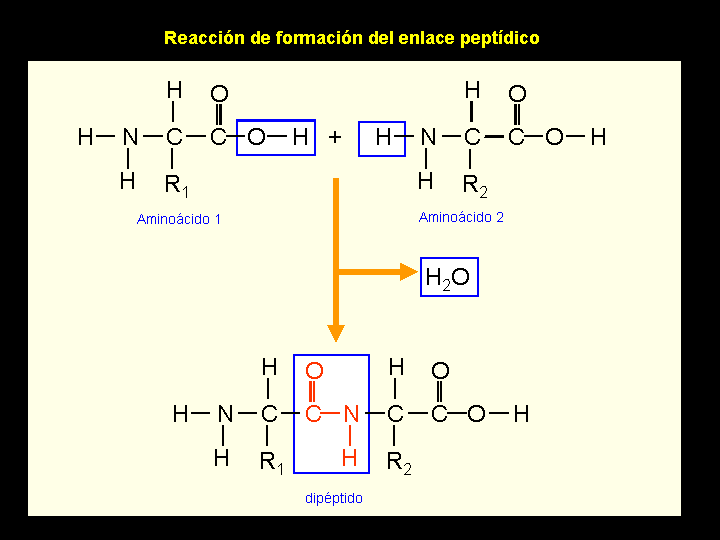 Reacción de formación del enlace peptídico
H O H O
H N C C O H + H N C C O H
H R1 H R2
Aminoácido 1 Aminoácido 2
H2O
H O H O
H N C C N C C O H
H R1 H R2
dipéptido